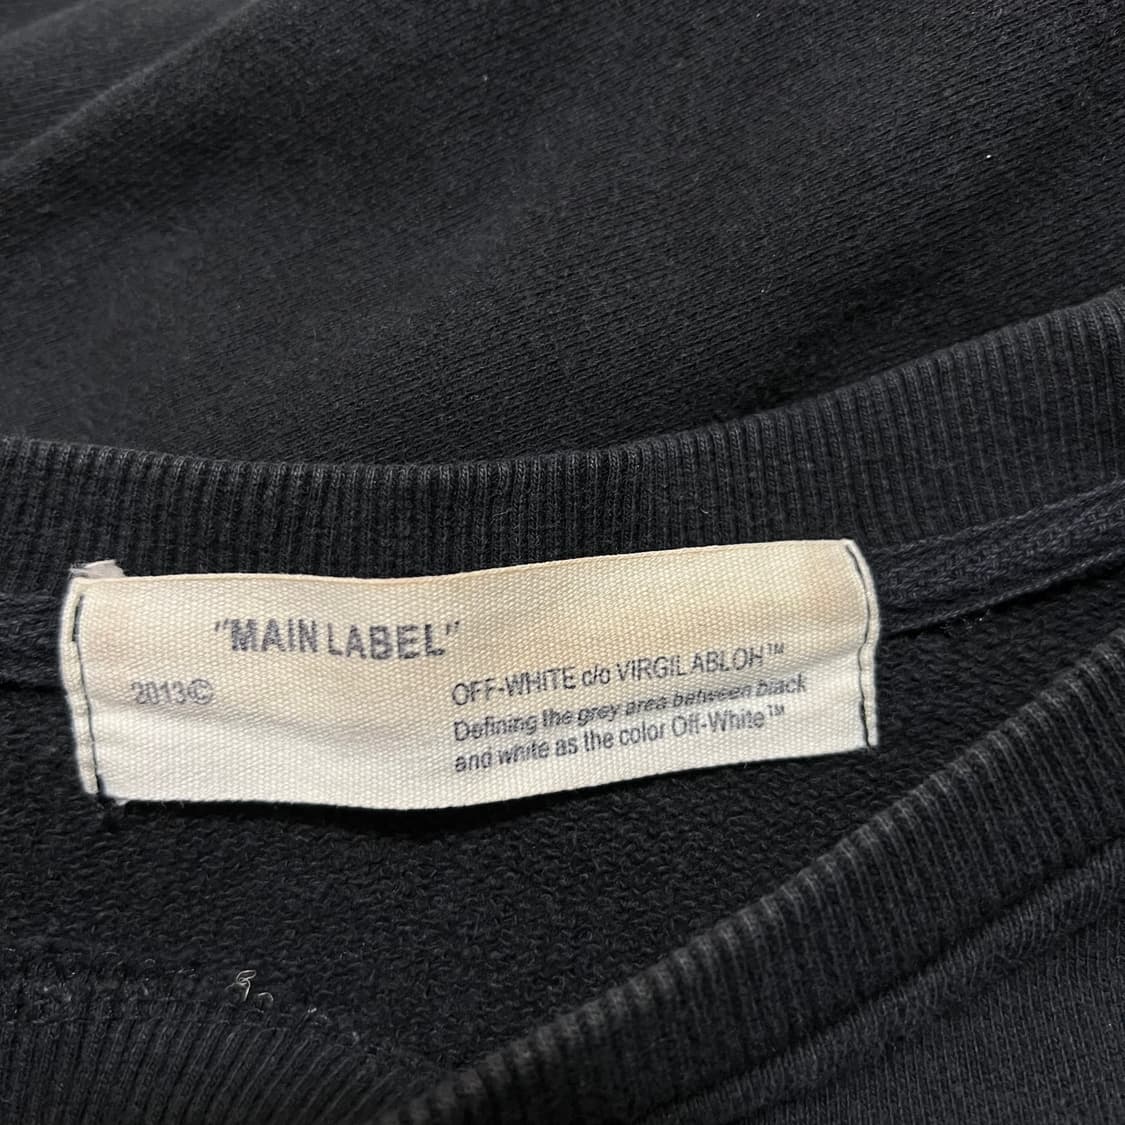 "MAIN LABEL"
2013©
OFF-WHITE c/o VIRGIL ABLOH™
Defining the grey area between black
and white as the color Off-White™